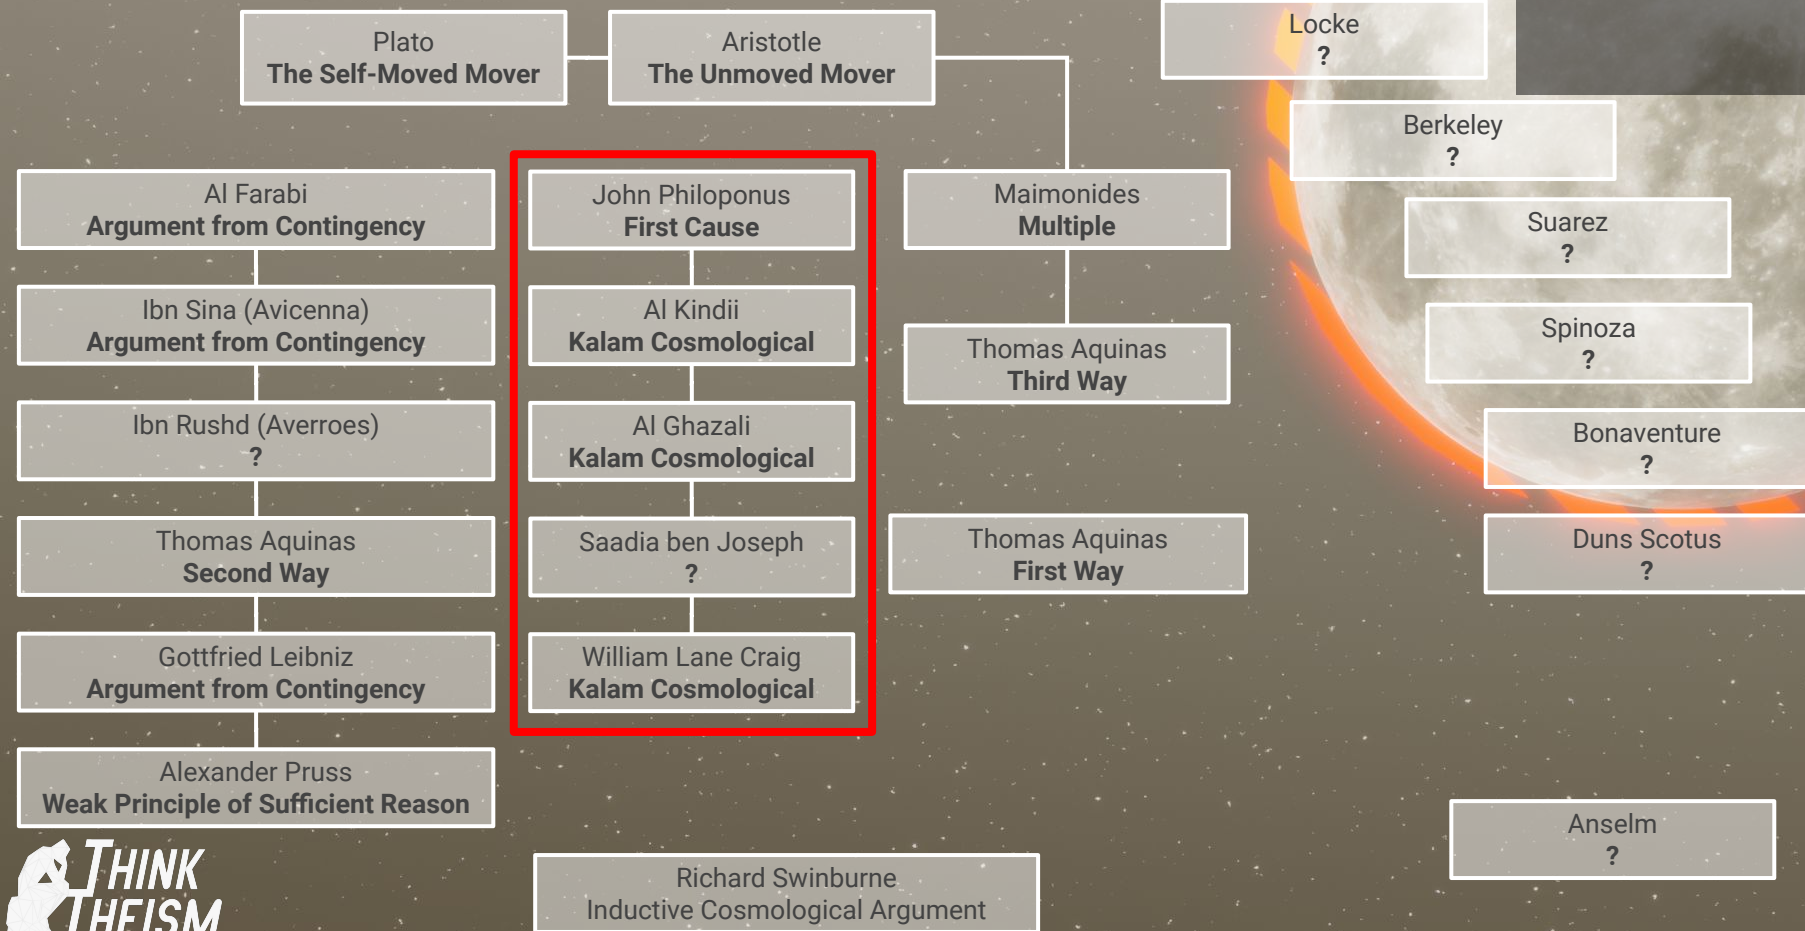 Plato
The Self-Moved Mover
Aristotle
The Unmoved Mover
Locke
?
Berkeley
?
Al Farabi
Argument from Contingency
John Philoponus
First Cause
Maimonides
Multiple
Suarez
?
Ibn Sina (Avicenna)
Argument from Contingency
Al Kindii
Kalam Cosmological
Thomas Aquinas
Third Way
Spinoza
?
Ibn Rushd (Averroes)
?
Al Ghazali
Kalam Cosmological
Bonaventure
?
Thomas Aquinas
Second Way
Saadia ben Joseph
?
Thomas Aquinas
First Way
Duns Scotus
?
Gottfried Leibniz
Argument from Contingency
William Lane Craig
Kalam Cosmological
Alexander Pruss
Weak Principle of Sufficient Reason
Anselm
?
THINK
THEISM
Richard Swinburne
Inductive Cosmological Argument